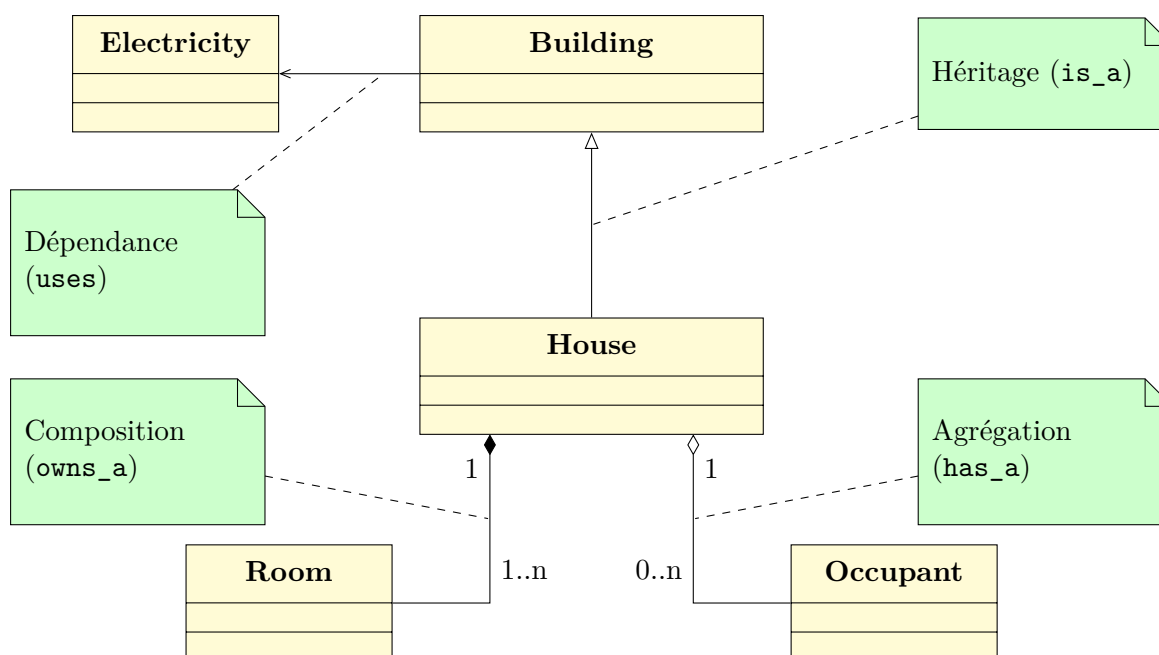 Electricity
Building
Héritage (is_a)
Dépendance
(uses)
House
Composition
(owns_a)
Agrégation
(has_a)
1
1
1..n
0..n
Room
Occupant